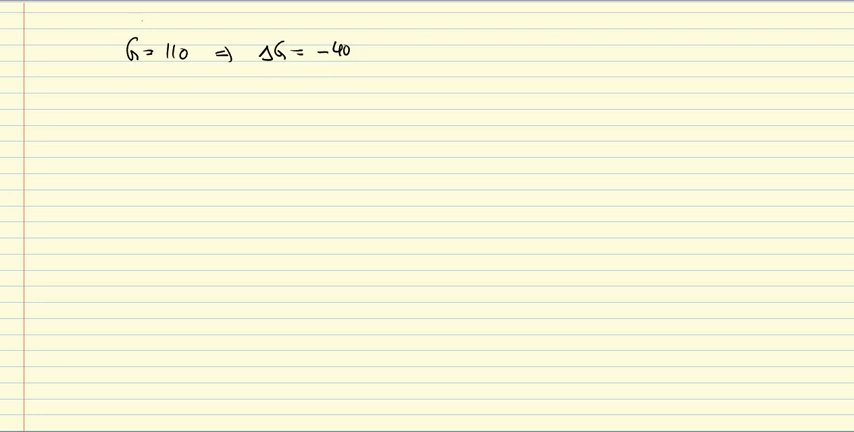 G = 110 ⇒ ΔG = -40